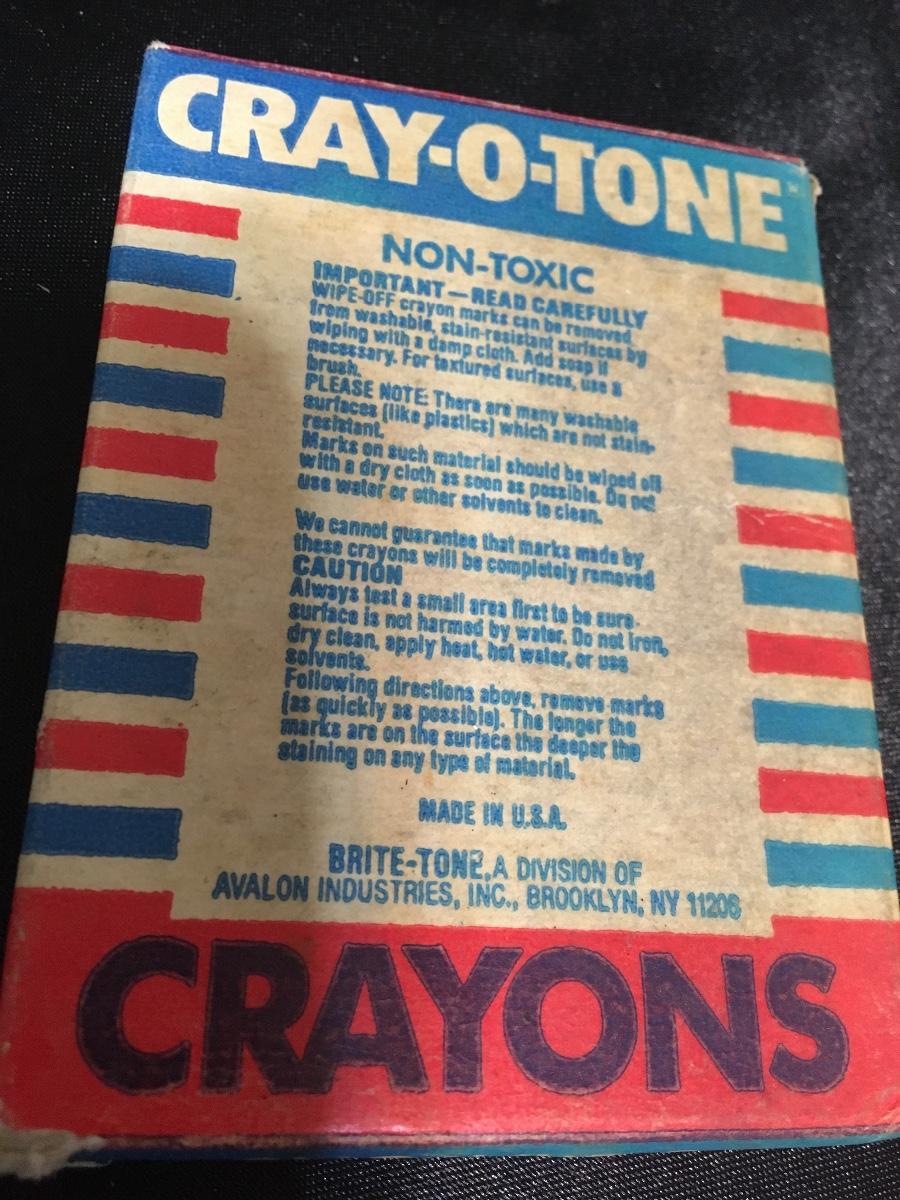 CRAY-O-TONE™
NON-TOXIC
IMPORTANT — READ CAREFULLY
WIPE-OFF crayon marks can be removed
from washable, stain-resistant surfaces by
wiping with a damp cloth. Add soap if
necessary. For textured surfaces, use a
brush.
PLEASE NOTE: There are many washable
surfaces (like plastics) which are not stain-
resistant.
Marks on such material should be wiped off
with a dry cloth as soon as possible. Do not
use water or other solvents to clean.
We cannot guarantee that marks made by
these crayons will be completely removed
CAUTION
Always test a small area first to be sure
surface is not harmed by water. Do not iron,
dry clean, apply heat, hot water, or use
solvents.
Following directions above, remove marks
(as quickly as possible). The longer the
marks are on the surface the deeper the
staining on any type of material.
MADE IN U.S.A.
BRITE-TONE, A DIVISION OF
AVALON INDUSTRIES, INC., BROOKLYN, NY 11206
CRAYONS